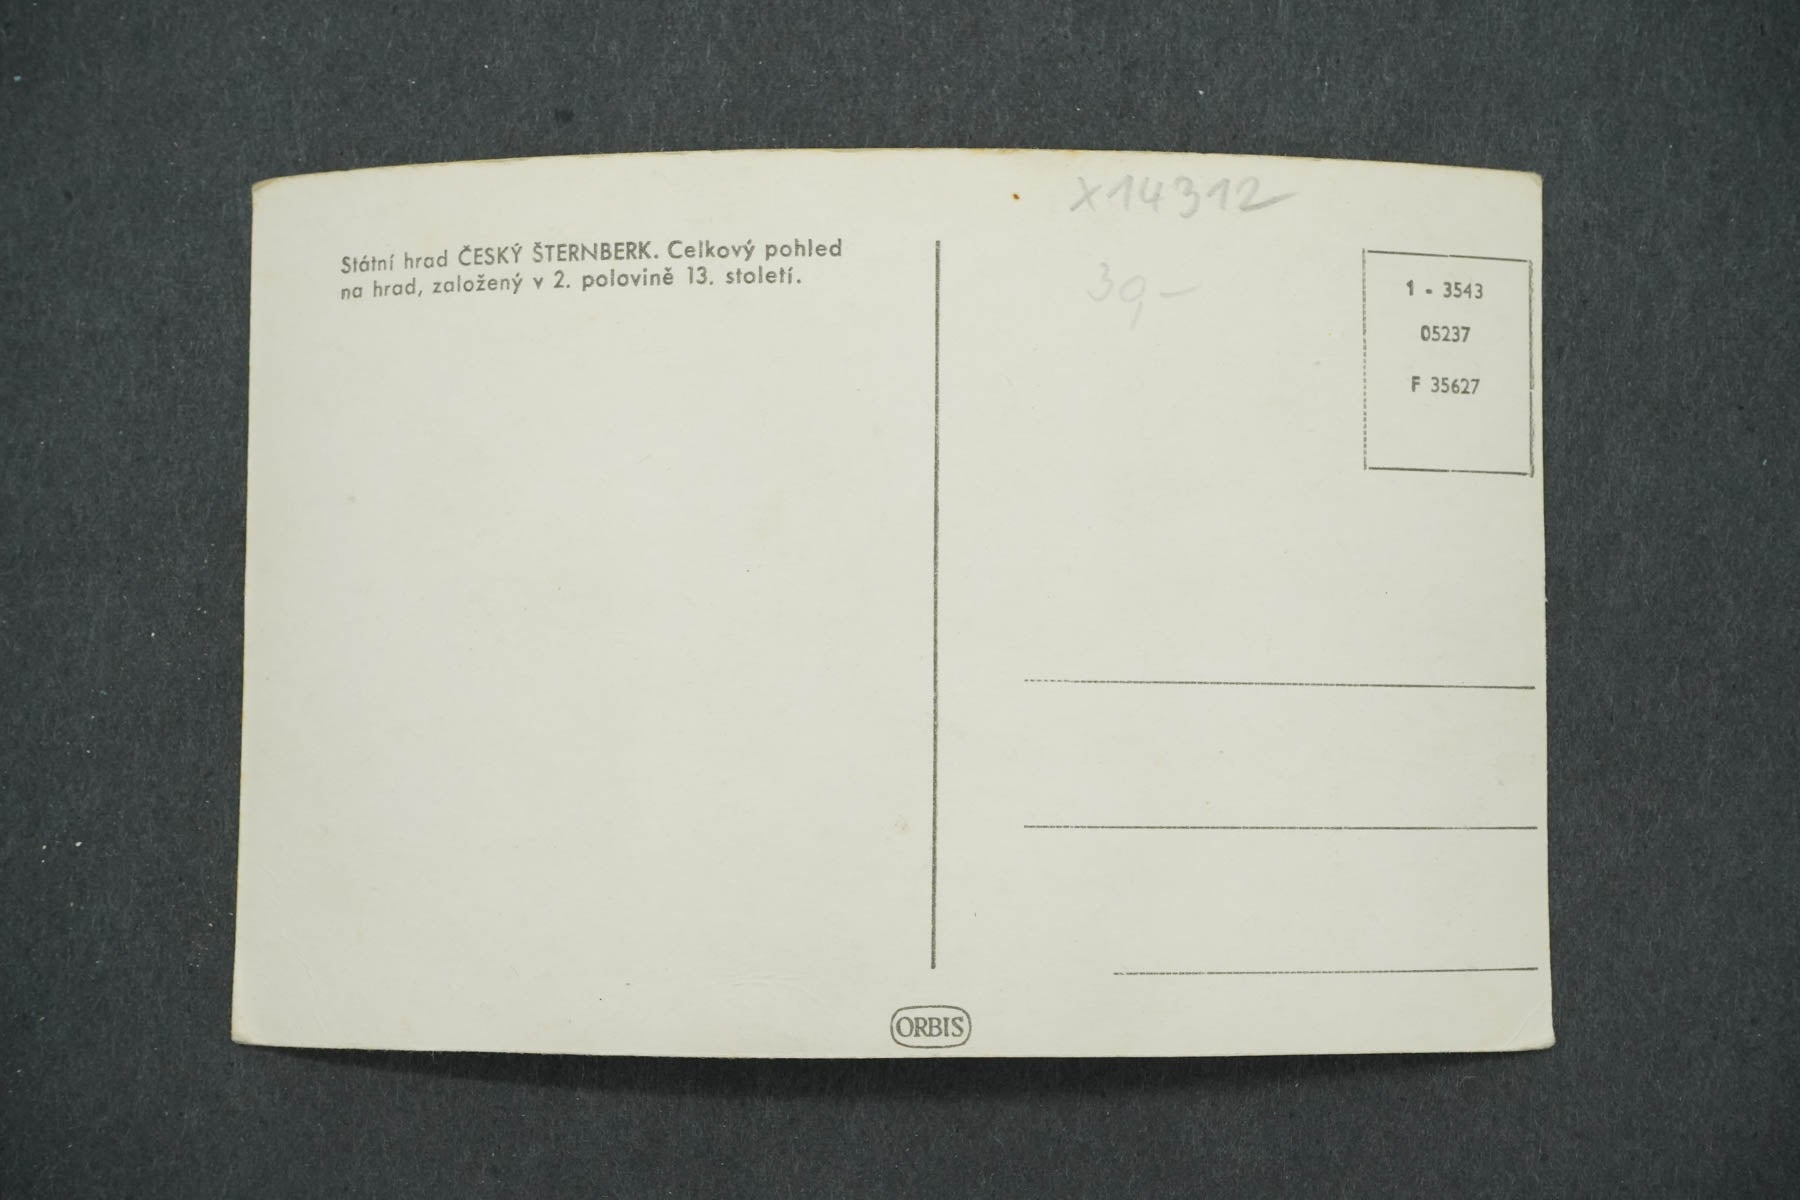 Státní hrad ČESKÝ ŠTERNBERK. Celkový pohled
na hrad, založený v 2. polovině 13. století.
x14312
39,-
1 - 3543
05237
F 35627
ORBIS